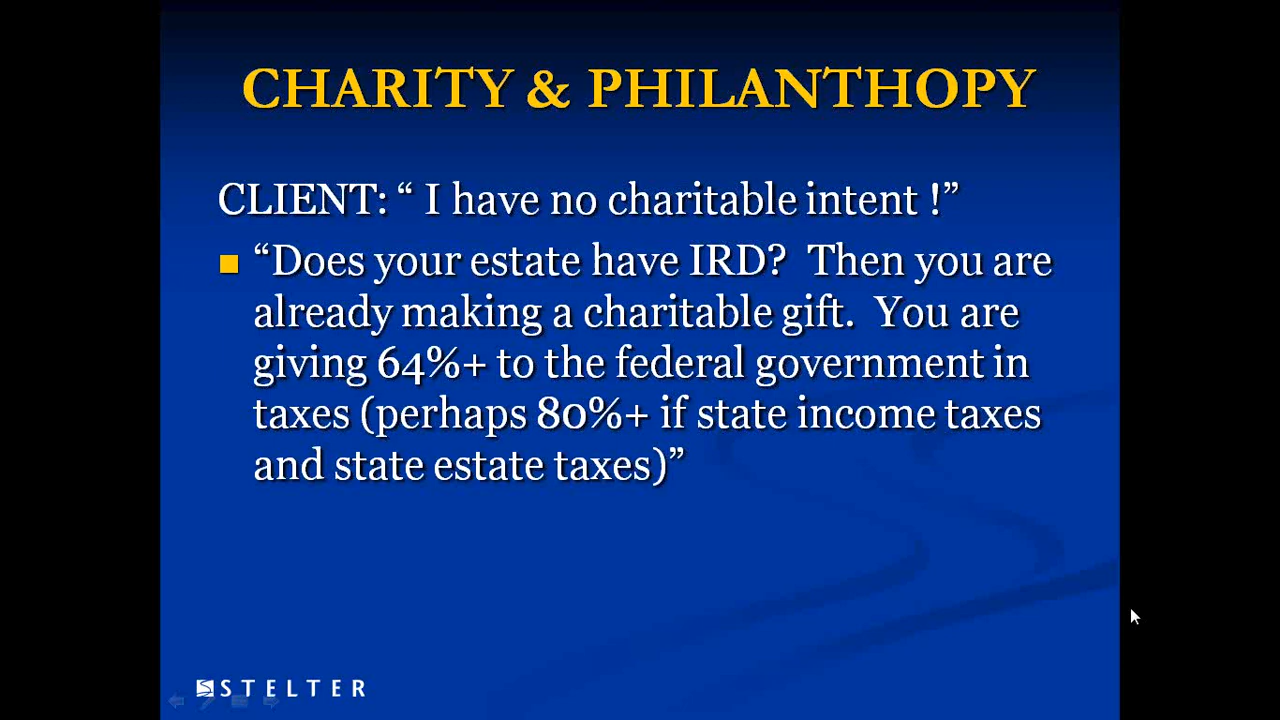 CHARITY & PHILANTHOPY
CLIENT: “ I have no charitable intent !”
“Does your estate have IRD?  Then you are
already making a charitable gift.  You are
giving 64%+ to the federal government in
taxes (perhaps 80%+ if state income taxes
and state estate taxes)”
STELTER